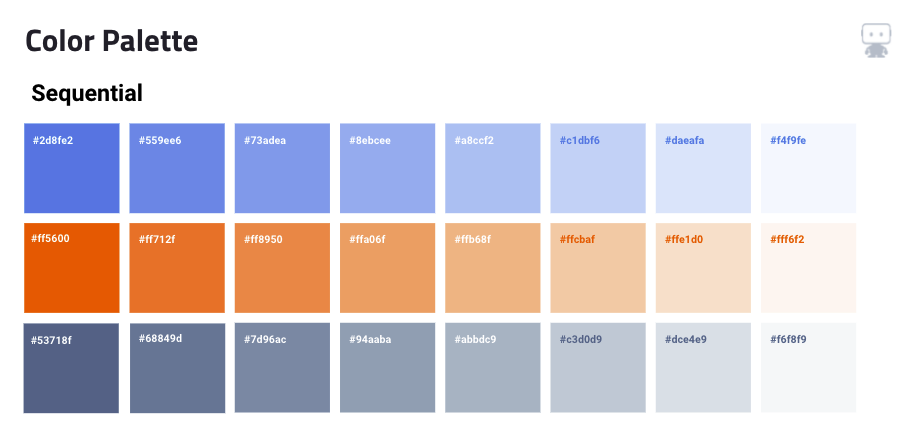 Color Palette
Sequential
#2d8fe2 #559ee6 #73adea #8ebcee #a8ccf2 #c1dbf6 #daeafa #f4f9fe
#ff5600 #ff712f #ff8950 #ffa06f #ffb68f #ffcbaf #ffe1d0 #fff6f2
#53718f #68849d #7d96ac #94aaba #abbdc9 #c3d0d9 #dce4e9 #f6f8f9